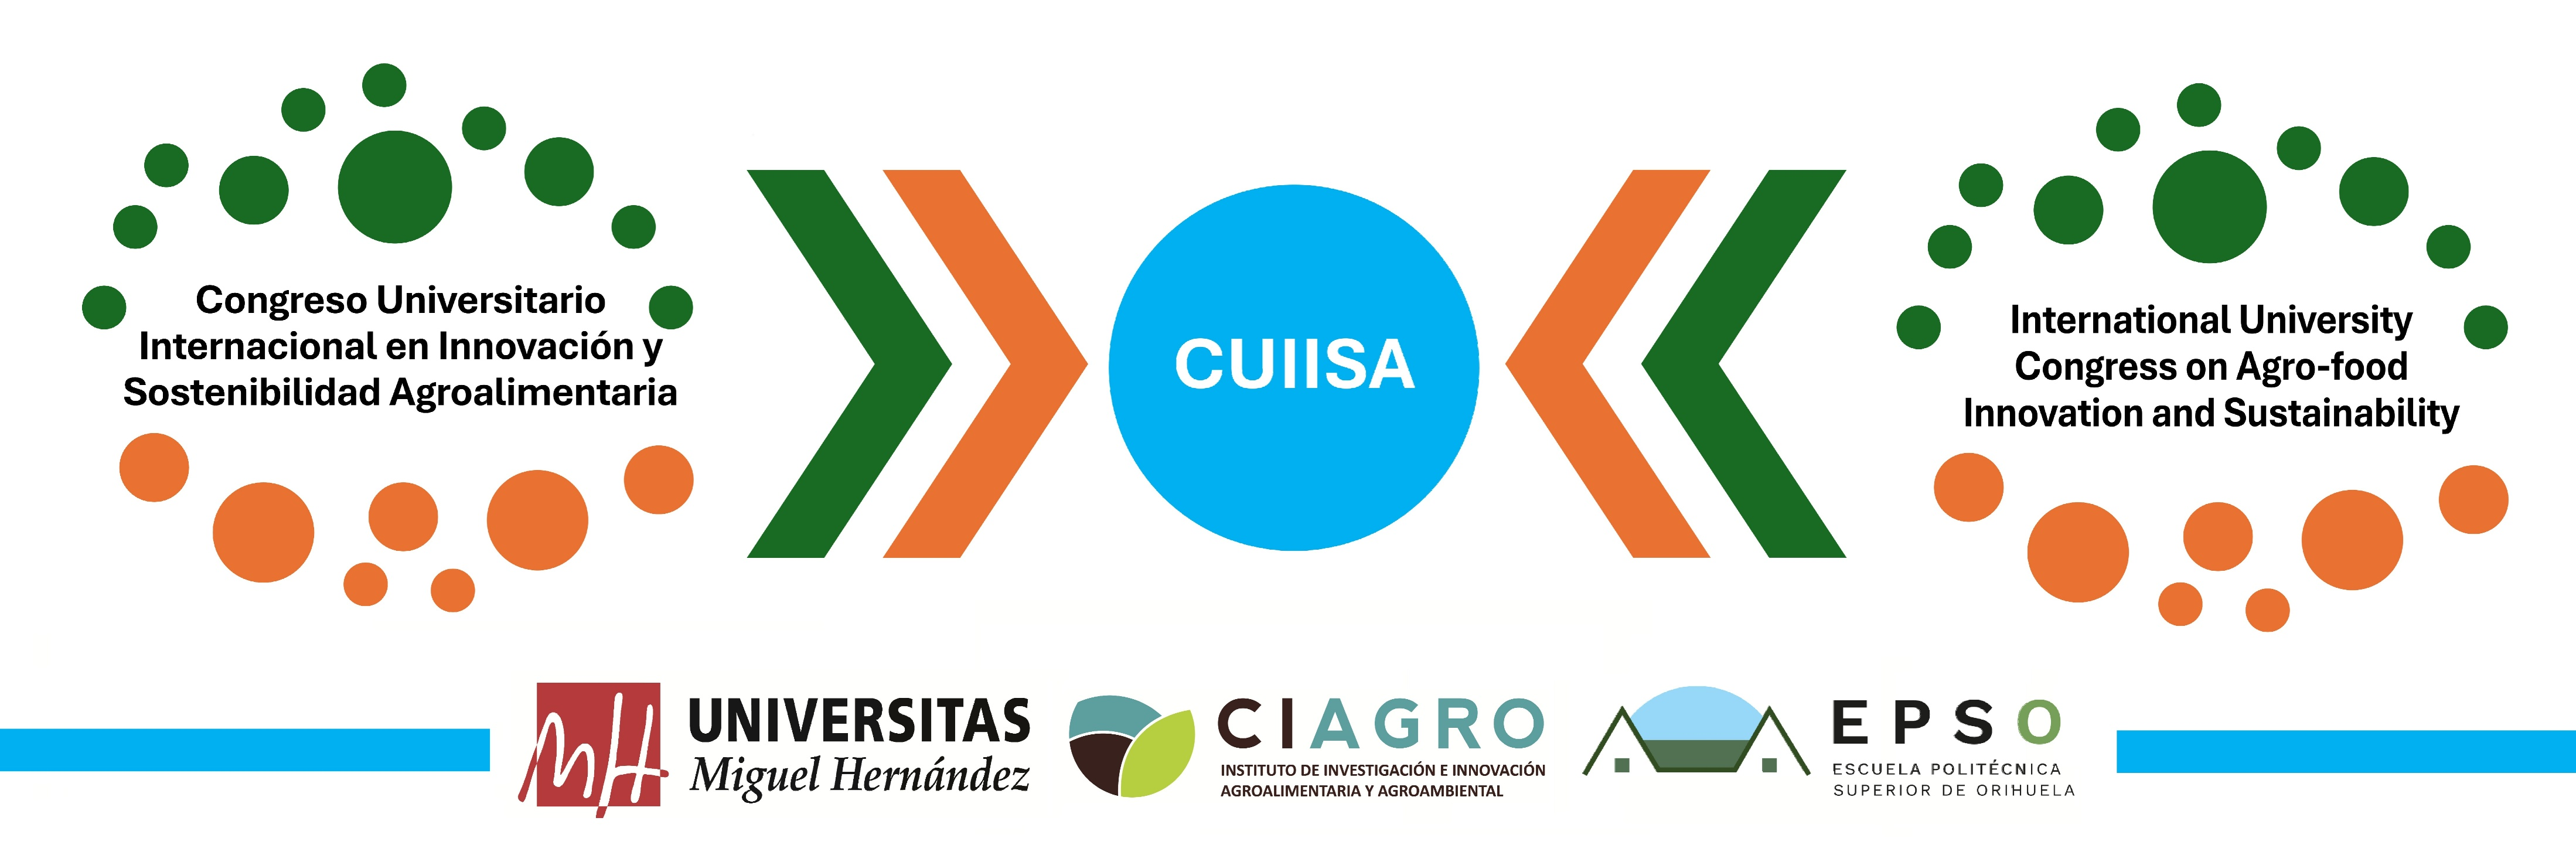 Congreso Universitario
Internacional en Innovación y
Sostenibilidad Agroalimentaria
CUIISA
International University
Congress on Agro-food
Innovation and Sustainability
mH
UNIVERSITAS
Miguel Hernández
CIAGRO
INSTITUTO DE INVESTIGACIÓN E INNOVACIÓN
AGROALIMENTARIA Y AGROAMBIENTAL
EPSO
ESCUELA POLITÉCNICA
SUPERIOR DE ORIHUELA